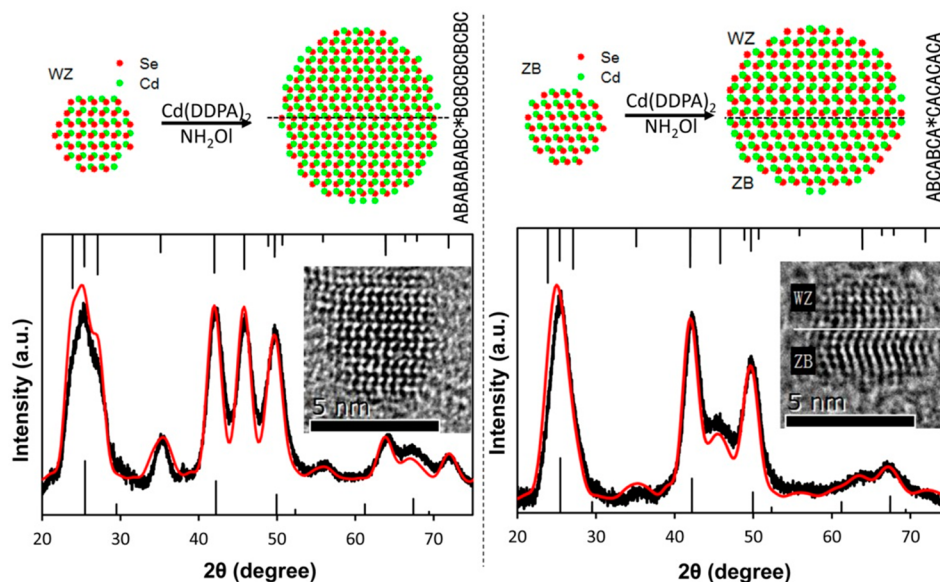 WZ
Se
Cd
Cd(DDPA)2
NH2Ol
ABABABABC*BCBCBCBCBC
5 nm
Intensity (a.u.)
20 30 40 50 60 70
2θ (degree)
ZB
Se
Cd
Cd(DDPA)2
NH2Ol
WZ
ZB
ABCABCA*CACACACA
WZ
ZB
5 nm
Intensity (a.u.)
20 30 40 50 60 70
2θ (degree)